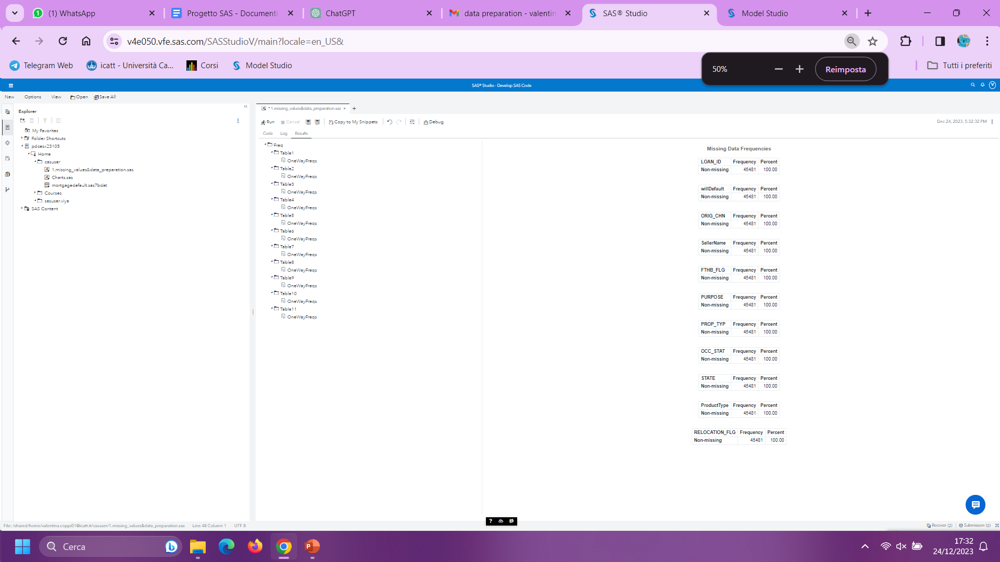 (1) WhatsApp
Progetto SAS - Documenti
ChatGPT
data preparation - valentin
SAS® Studio
Model Studio
v4e050.vfe.sas.com/SASStudioV/main?locale=en_US&
Telegram Web
icatt - Università Ca...
Corsi
Model Studio
50%
Reimposta
Tutti i preferiti
SAS® Studio - Develop SAS Code
V
New Options View Open Save All
Explorer
My Favorites
Folder Shortcuts
pdcesx23105
Home
casuser
1.missing_values&data_preparation.sas
Charts.sas
mortgagedefault.sas7bdat
Courses
sasuser.viya
SAS Content
* 1.missing_values&data_preparation.sas
Run Cancel Copy to My Snippets Debug
Dec 24, 2023, 5:32:32 PM
Code Log Results
Freq
Table1
OneWayFreqs
Table2
OneWayFreqs
Table3
OneWayFreqs
Table4
OneWayFreqs
Table5
OneWayFreqs
Table6
OneWayFreqs
Table7
OneWayFreqs
Table8
OneWayFreqs
Table9
OneWayFreqs
Table10
OneWayFreqs
Table11
OneWayFreqs
Missing Data Frequencies
LOAN_ID Frequency Percent
Non-missing 45481 100.00
willDefault Frequency Percent
Non-missing 45481 100.00
ORIG_CHN Frequency Percent
Non-missing 45481 100.00
SellerName Frequency Percent
Non-missing 45481 100.00
FTHB_FLG Frequency Percent
Non-missing 45481 100.00
PURPOSE Frequency Percent
Non-missing 45481 100.00
PROP_TYP Frequency Percent
Non-missing 45481 100.00
OCC_STAT Frequency Percent
Non-missing 45481 100.00
STATE Frequency Percent
Non-missing 45481 100.00
ProductType Frequency Percent
Non-missing 45481 100.00
RELOCATION_FLG Frequency Percent
Non-missing 45481 100.00
File: /shared/home/valentina.coppi01@icatt.it/casuser/1.missing_values&data_preparation.sas Line 48 Column 1 UTF 8
?
Recover (2) Submission (0)
Cerca
17:32
24/12/2023